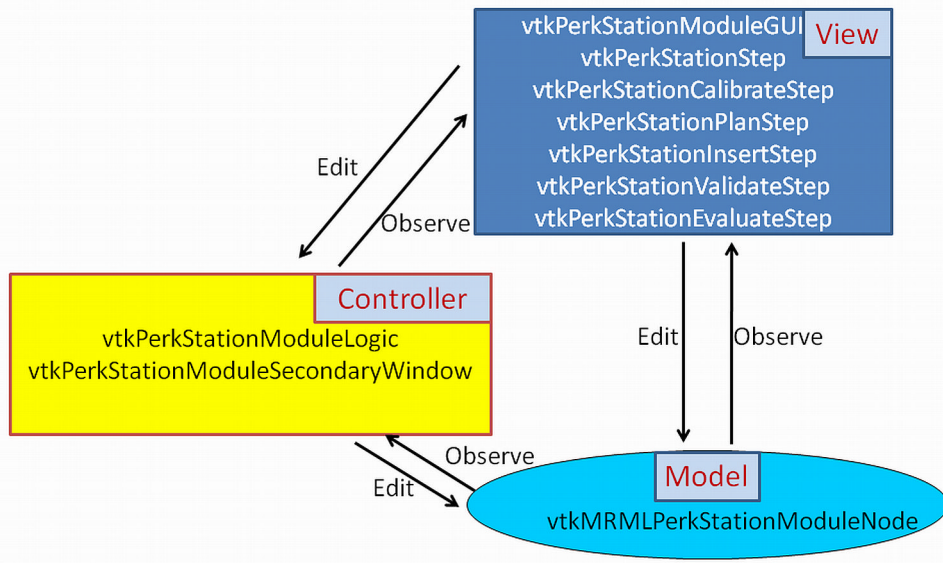 vtkPerkStationModuleGUI
View
vtkPerkStationStep
vtkPerkStationCalibrateStep
vtkPerkStationPlanStep
vtkPerkStationInsertStep
vtkPerkStationValidateStep
vtkPerkStationEvaluateStep
Edit
Observe
Controller
vtkPerkStationModuleLogic
vtkPerkStationModuleSecondaryWindow
Edit
Observe
Observe
Edit
Model
vtkMRMLPerkStationModuleNode